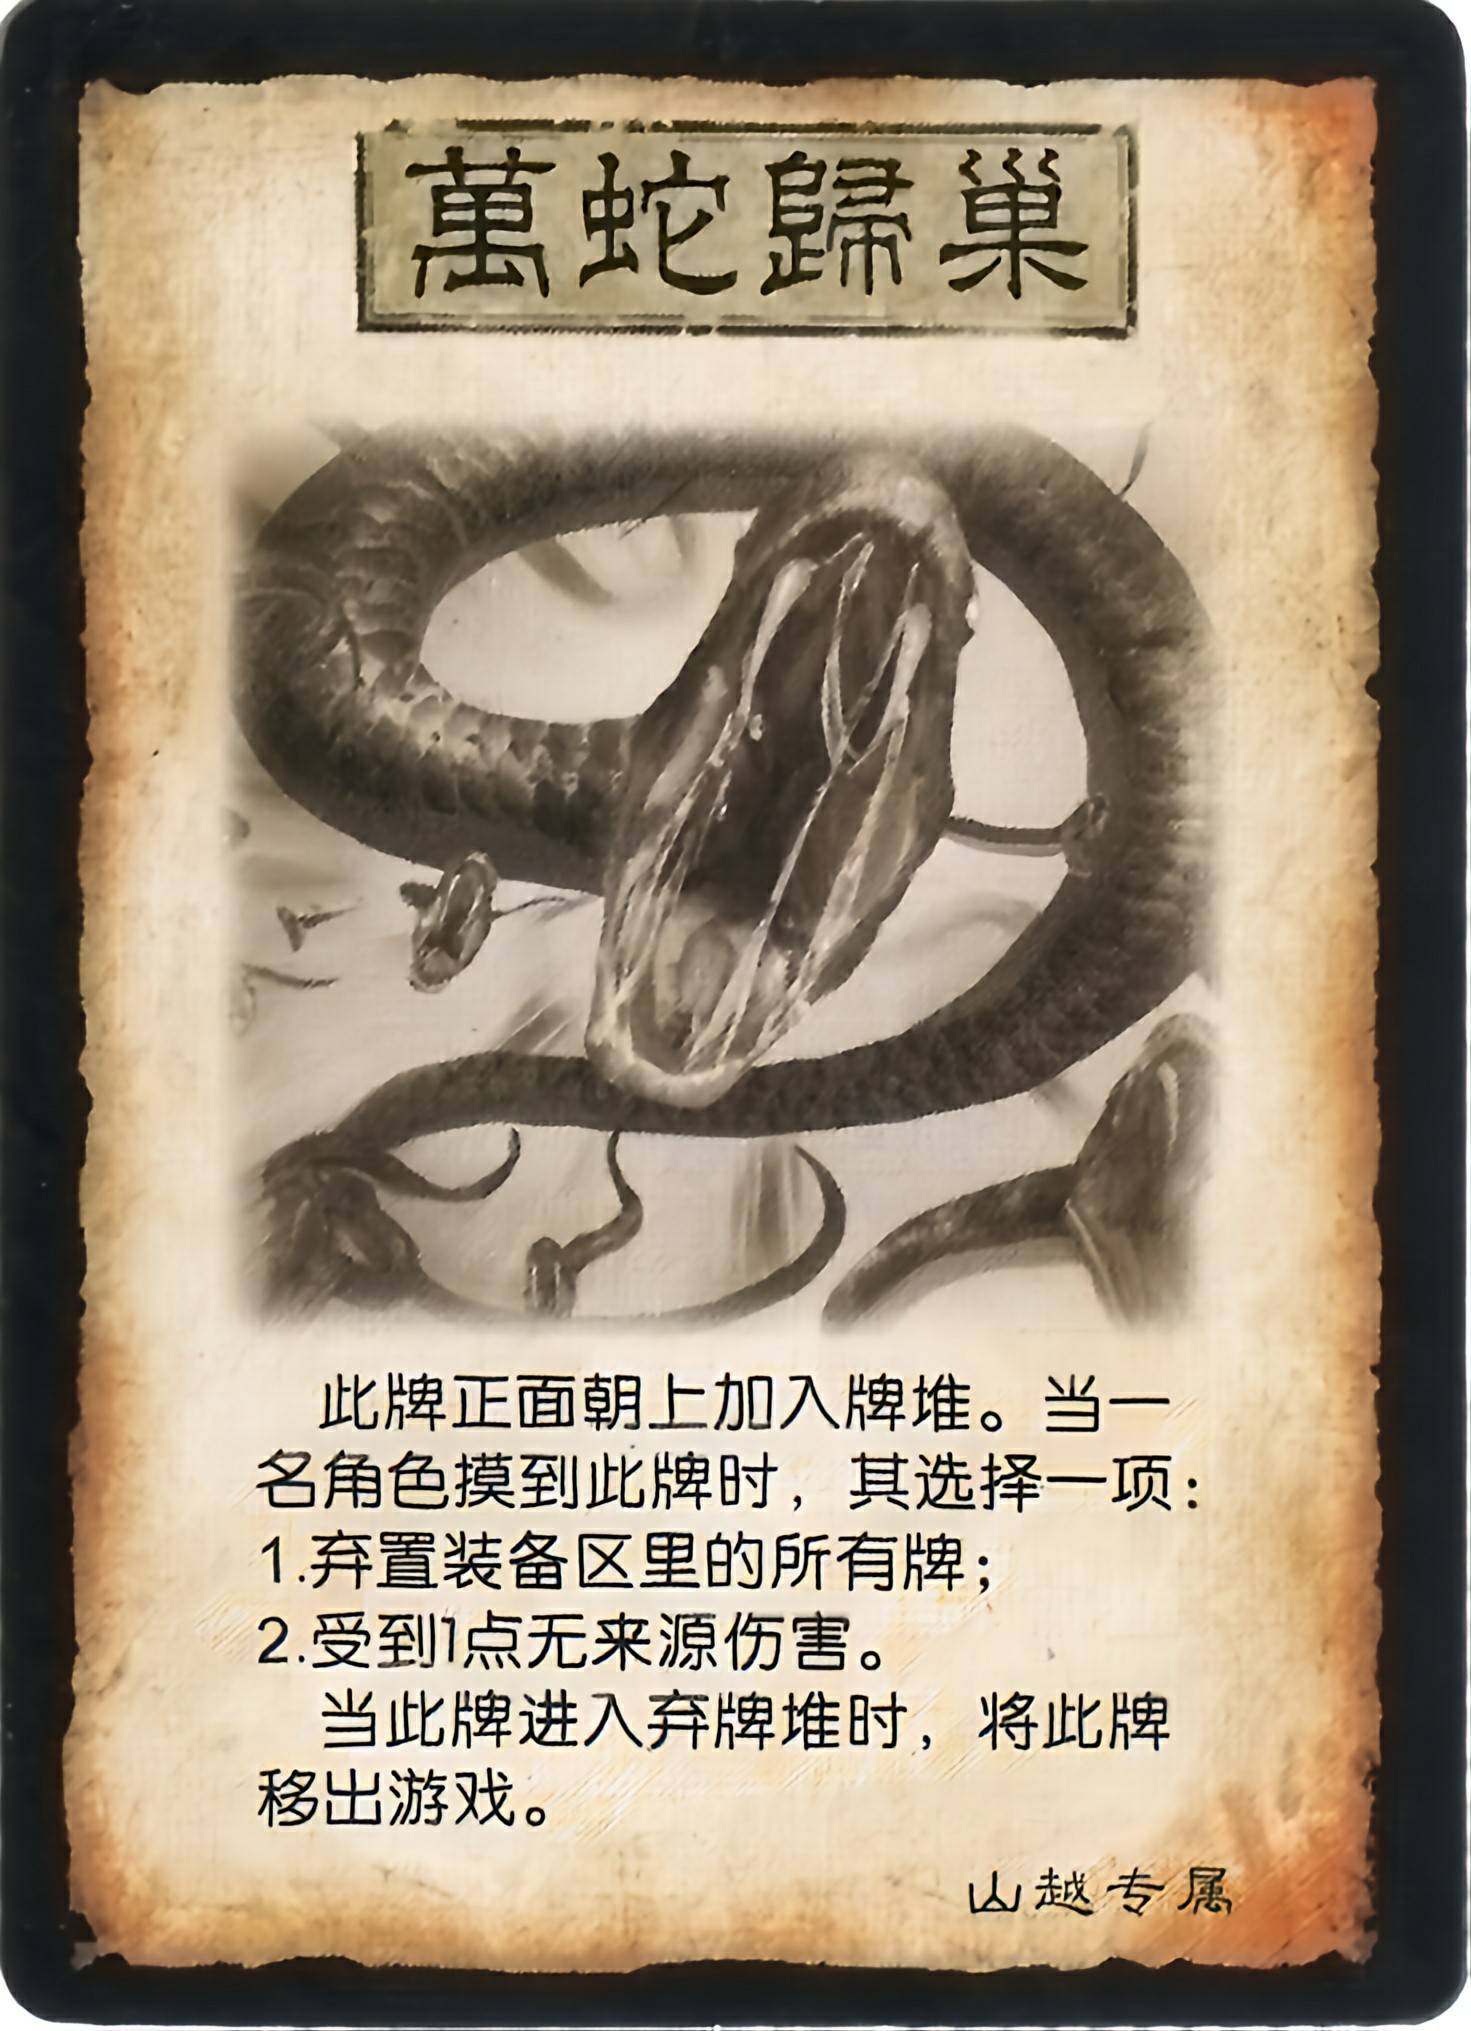 萬蛇歸巢
此牌正面朝上加入牌堆。当一
名角色摸到此牌时，其选择一项：
1.弃置装备区里的所有牌；
2.受到1点无来源伤害。
当此牌进入弃牌堆时，将此牌
移出游戏。
山越专属